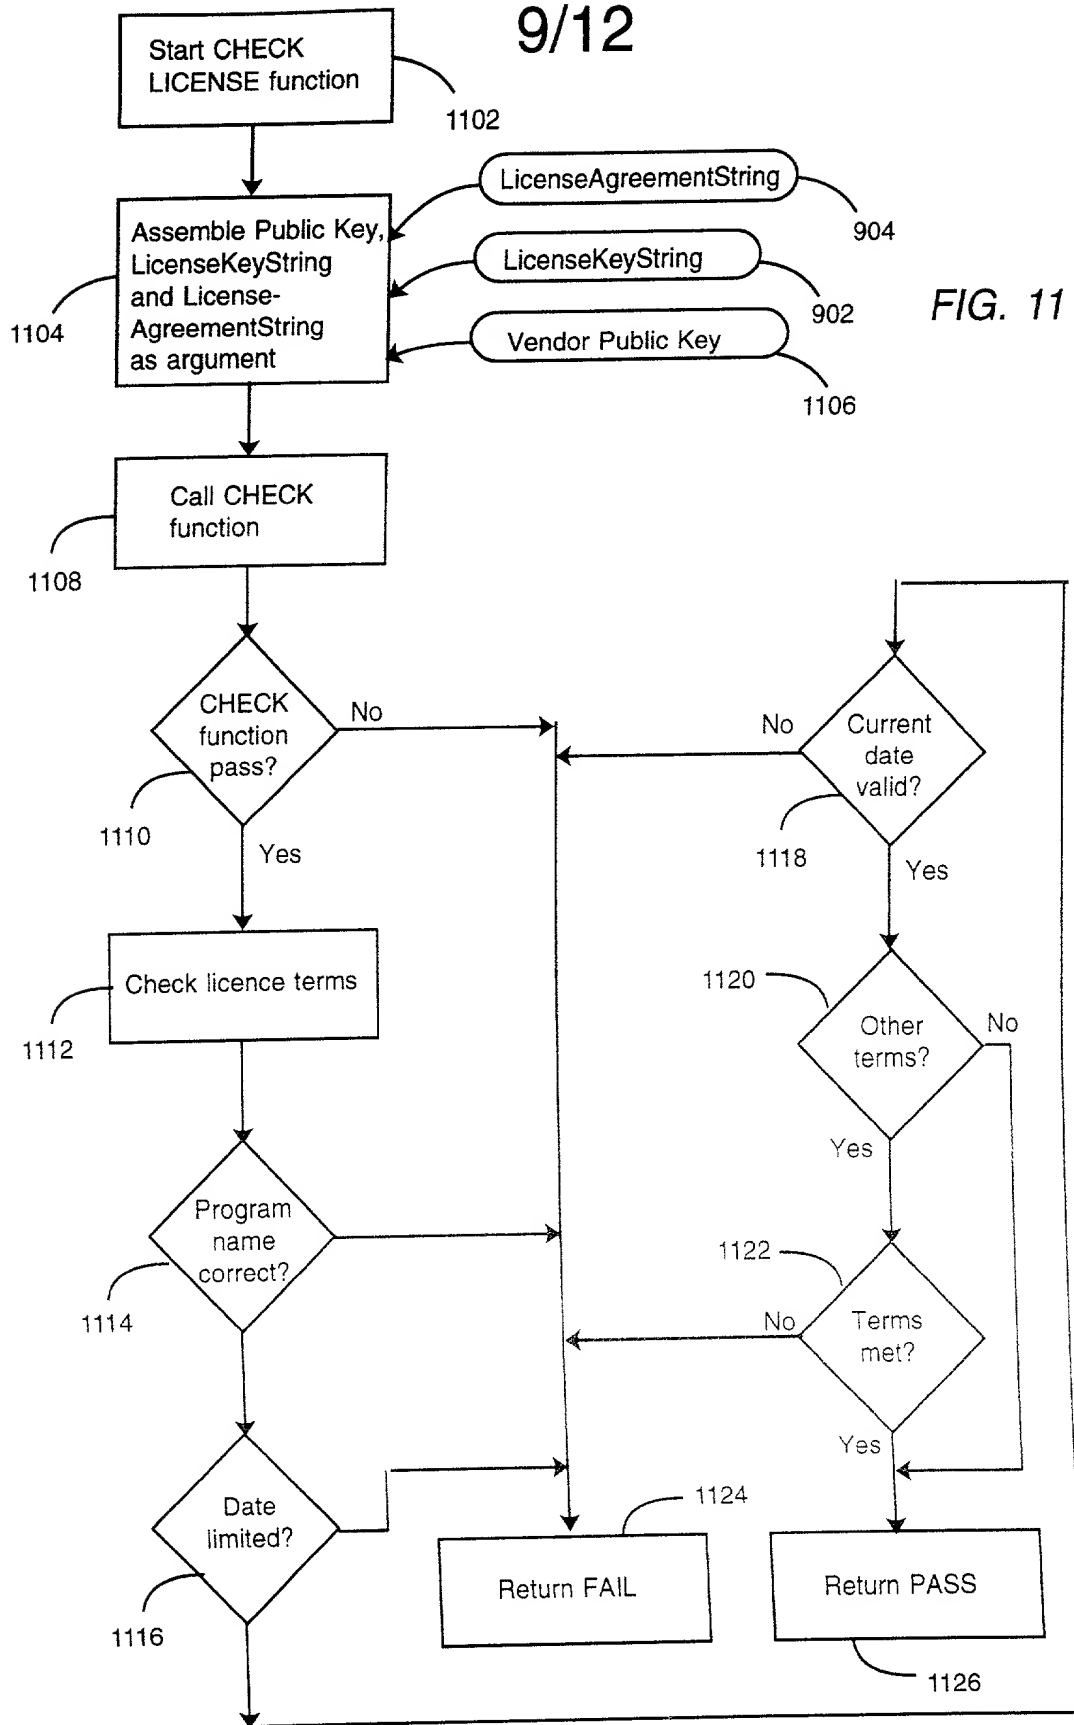 9/12
Start CHECK
LICENSE function
1102
LicenseAgreementString
904
Assemble Public Key,
LicenseKeyString
and License-
AgreementString
as argument
1104
LicenseKeyString
902
FIG. 11
Vendor Public Key
1106
Call CHECK
function
1108
CHECK
function
pass?
No
1110
Yes
No
Current
date
valid?
1118
Yes
Check licence terms
1112
1120
Other
terms?
No
Yes
Program
name
correct?
1114
1122
No
Terms
met?
Yes
Date
limited?
1116
1124
Return FAIL
Return PASS
1126